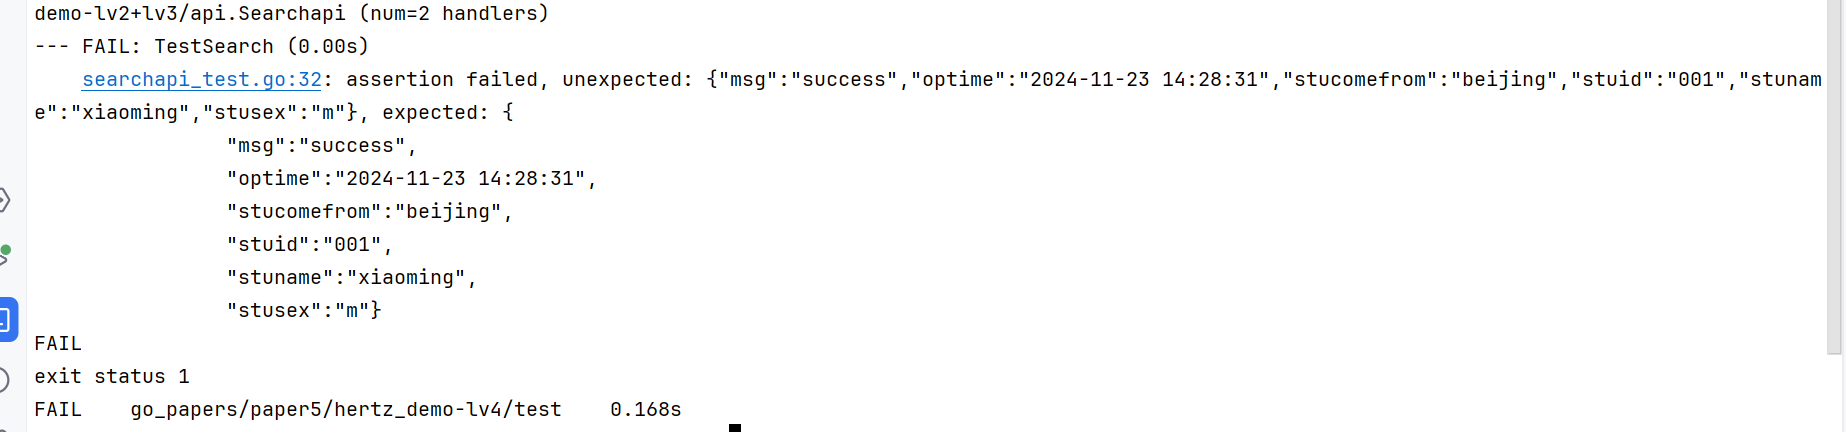 demo-lv2+lv3/api.Searchapi (num=2 handlers)
--- FAIL: TestSearch (0.00s)
    searchapi_test.go:32: assertion failed, unexpected: {"msg":"success","optime":"2024-11-23 14:28:31","stucomefrom":"beijing","stuid":"001","stunam
e":"xiaoming","stusex":"m"}, expected: {
                "msg":"success",
                "optime":"2024-11-23 14:28:31",
                "stucomefrom":"beijing",
                "stuid":"001",
                "stuname":"xiaoming",
                "stusex":"m"}
FAIL
exit status 1
FAIL    go_papers/paper5/hertz_demo-lv4/test    0.168s